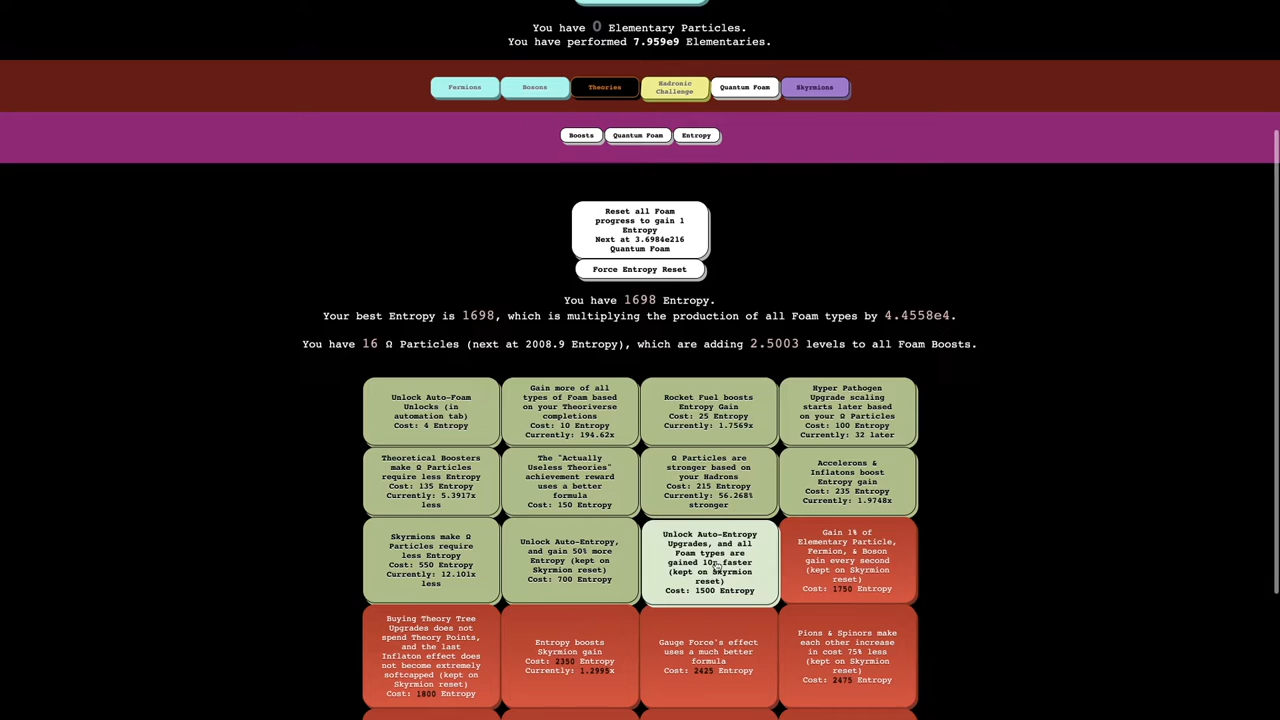 You have 0 Elementary Particles.
You have performed 7.959e9 Elementaries.
Fermions
Bosons
Theories
Hadronic
Challenge
Quantum Foam
Skyrmions
Boosts
Quantum Foam
Entropy
Reset all Foam
progress to gain 1
Entropy
Next at 3.6984e216
Quantum Foam
Force Entropy Reset
You have 1698 Entropy.
Your best Entropy is 1698, which is multiplying the production of all Foam types by 4.4558e4.
You have 16 Ω Particles (next at 2008.9 Entropy), which are adding 2.5003 levels to all Foam Boosts.
Unlock Auto-Foam
Unlocks (in
automation tab)
Cost: 4 Entropy
Gain more of all
types of Foam based
on your Theoriverse
completions
Cost: 10 Entropy
Currently: 194.62x
Rocket Fuel boosts
Entropy Gain
Cost: 25 Entropy
Currently: 1.7569x
Hyper Pathogen
Upgrade scaling
starts later based
on your Ω Particles
Cost: 100 Entropy
Currently: 32 later
Theoretical Boosters
make Ω Particles
require less Entropy
Cost: 135 Entropy
Currently: 5.3917x
less
The "Actually
Useless Theories"
achievement reward
uses a better
formula
Cost: 150 Entropy
Ω Particles are
stronger based on
your Hadrons
Cost: 215 Entropy
Currently: 56.268%
stronger
Accelerons &
Inflatons boost
Entropy gain
Cost: 235 Entropy
Currently: 1.9748x
Skyrmions make Ω
Particles require
less Entropy
Cost: 550 Entropy
Currently: 12.101x
less
Unlock Auto-Entropy,
and gain 50% more
Entropy (kept on
Skyrmion reset)
Cost: 700 Entropy
Unlock Auto-Entropy
Upgrades, and all
Foam types are
gained 10x faster
(kept on Skyrmion
reset)
Cost: 1500 Entropy
Gain 1% of
Elementary Particle,
Fermion, & Boson
gain every second
(kept on Skyrmion
reset)
Cost: 1750 Entropy
Buying Theory Tree
Upgrades does not
spend Theory Points,
and the last
Inflaton effect does
not become extremely
softcapped (kept on
Skyrmion reset)
Cost: 1800 Entropy
Entropy boosts
Skyrmion gain
Cost: 2350 Entropy
Currently: 1.2995x
Gauge Force's effect
uses a much better
formula
Cost: 2425 Entropy
Pions & Spinors make
each other increase
in cost 75% less
(kept on Skyrmion
reset)
Cost: 2475 Entropy